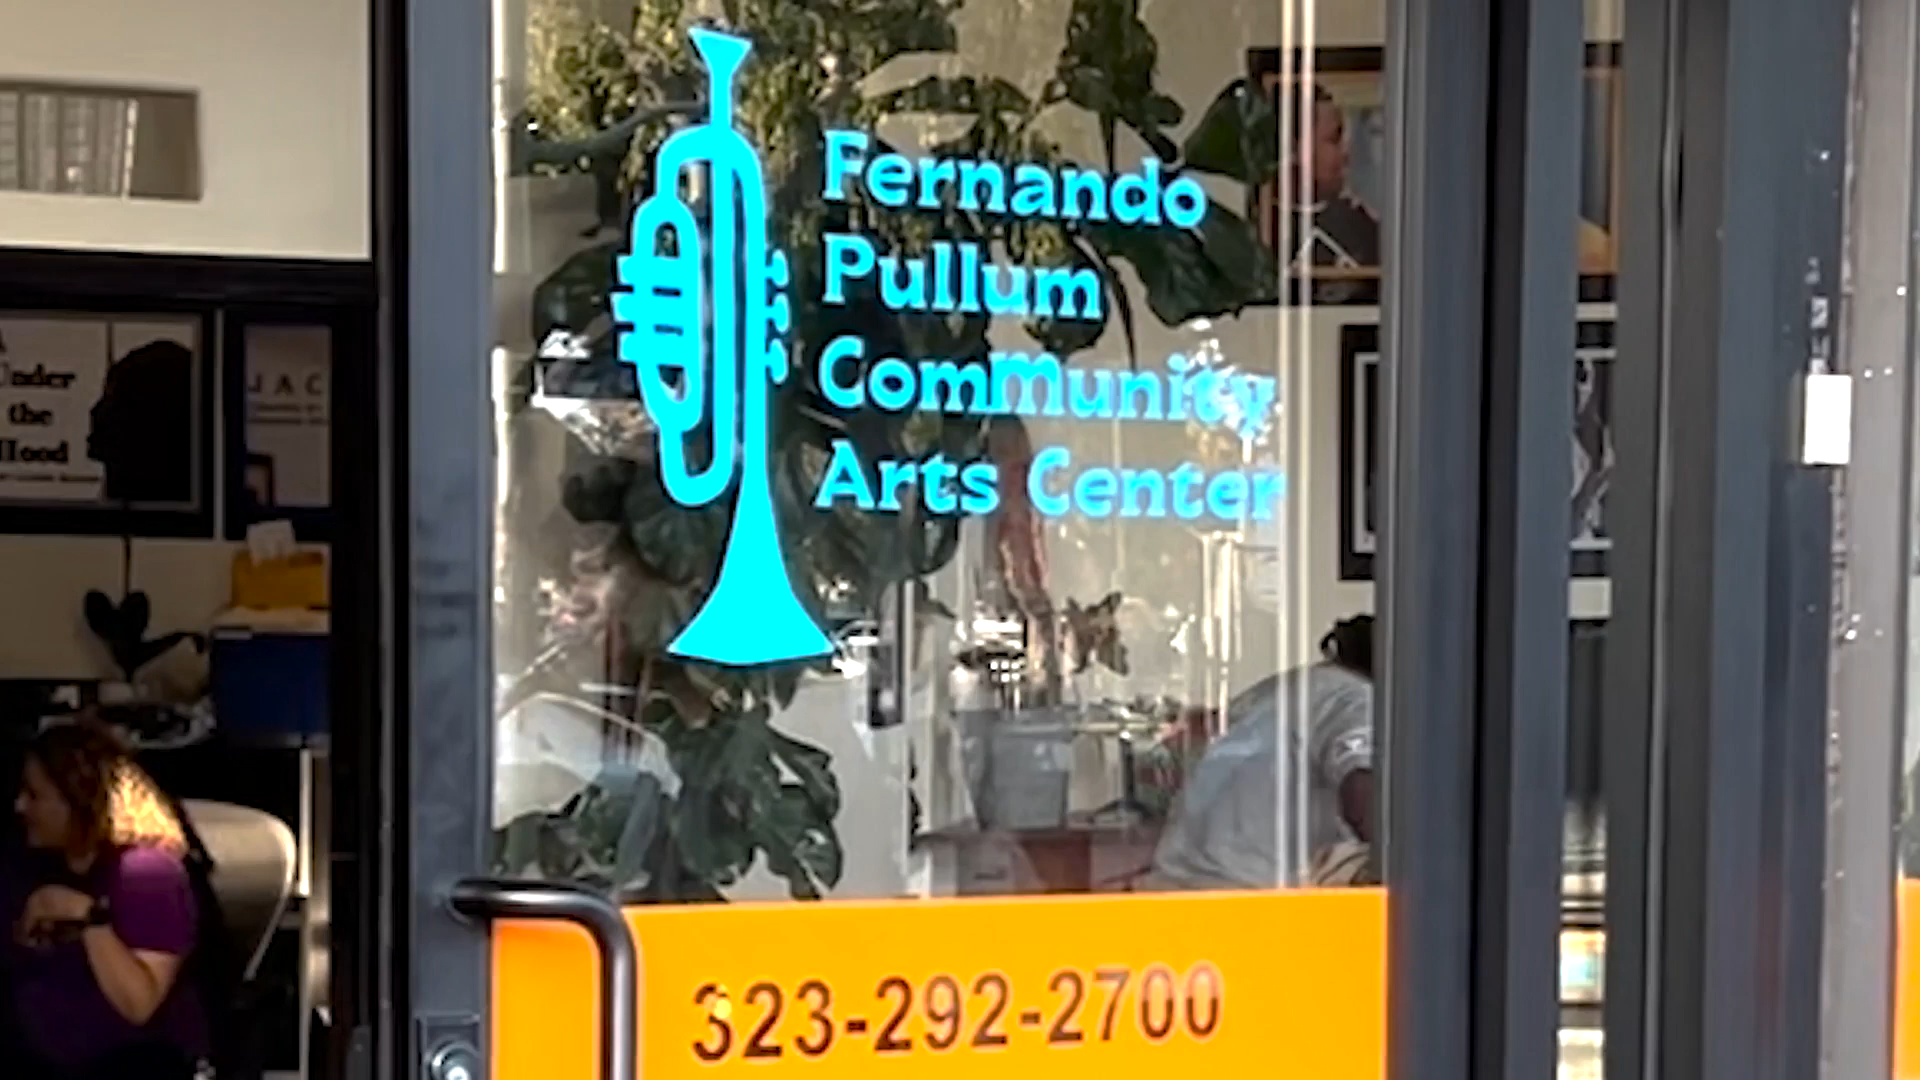 Fernando
Pullum
Community
Arts Center
323-292-2700
Under
the
Hood